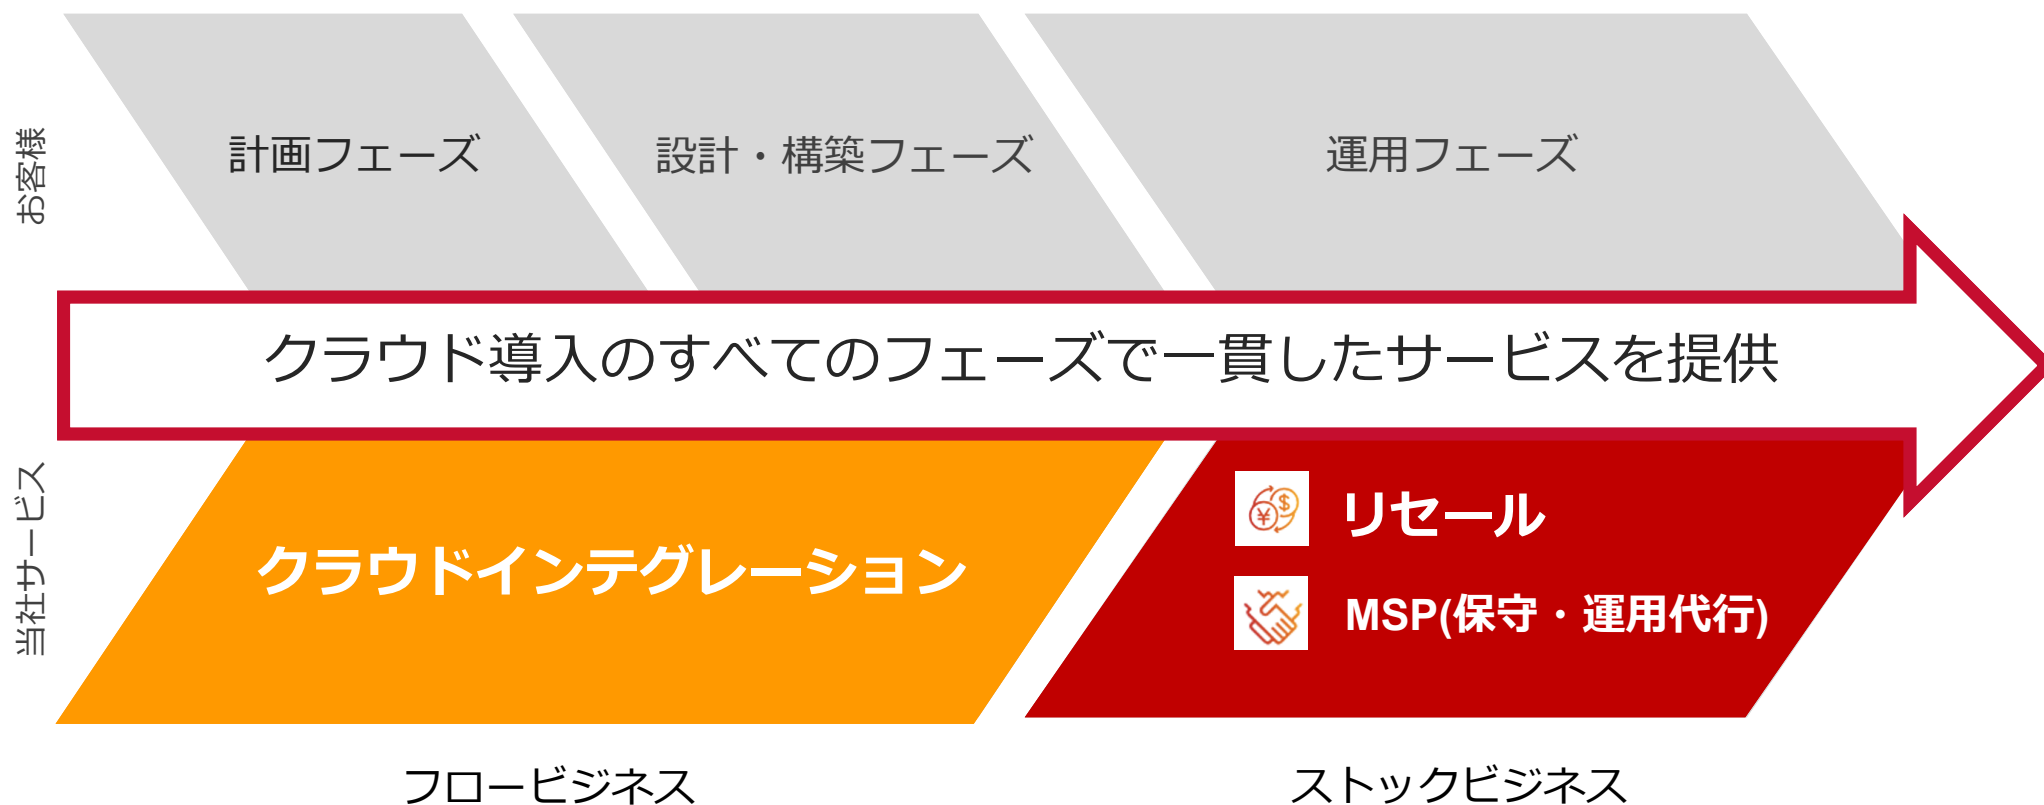 お客様
計画フェーズ
設計・構築フェーズ
運用フェーズ
クラウド導入のすべてのフェーズで一貫したサービスを提供
当社サービス
クラウドインテグレーション
¥ $
リセール
MSP(保守・運用代行)
フロービジネス
ストックビジネス